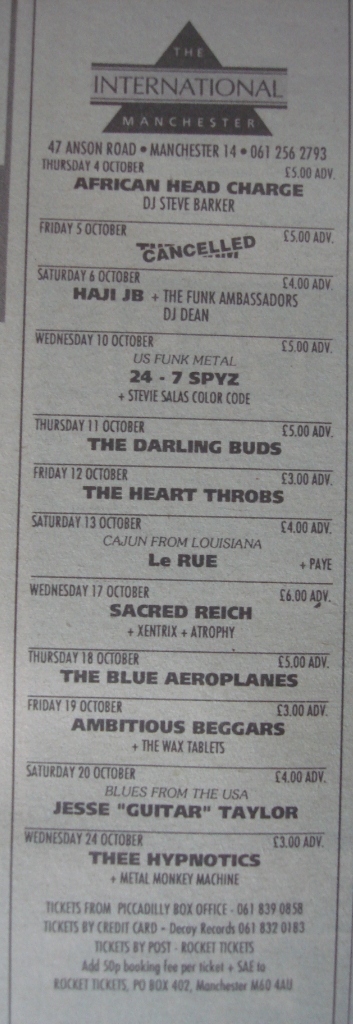 THE
INTERNATIONAL
MANCHESTER
47 ANSON ROAD • MANCHESTER 14 • 061 256 2793
THURSDAY 4 OCTOBER £5.00 ADV.
AFRICAN HEAD CHARGE
DJ STEVE BARKER
FRIDAY 5 OCTOBER £5.00 ADV.
CANCELLED
SATURDAY 6 OCTOBER £4.00 ADV.
HAJI JB + THE FUNK AMBASSADORS
DJ DEAN
WEDNESDAY 10 OCTOBER £5.00 ADV.
US FUNK METAL
24 - 7 SPYZ
+ STEVIE SALAS COLOR CODE
THURSDAY 11 OCTOBER £5.00 ADV.
THE DARLING BUDS
FRIDAY 12 OCTOBER £3.00 ADV.
THE HEART THROBS
SATURDAY 13 OCTOBER £4.00 ADV.
CAJUN FROM LOUISIANA
Le RUE + PAYE
WEDNESDAY 17 OCTOBER £6.00 ADV.
SACRED REICH
+ XENTRIX + ATROPHY
THURSDAY 18 OCTOBER £5.00 ADV.
THE BLUE AEROPLANES
FRIDAY 19 OCTOBER £3.00 ADV.
AMBITIOUS BEGGARS
+ THE WAX TABLETS
SATURDAY 20 OCTOBER £4.00 ADV.
BLUES FROM THE USA
JESSE "GUITAR" TAYLOR
WEDNESDAY 24 OCTOBER £3.00 ADV.
THEE HYPNOTICS
+ METAL MONKEY MACHINE
TICKETS FROM PICCADILLY BOX OFFICE - 061 839 0858
TICKETS BY CREDIT CARD - Decoy Records 061 832 0183
TICKETS BY POST - ROCKET TICKETS
Add 50p booking fee per ticket + SAE to
ROCKET TICKETS, PO BOX 402, Manchester M60 4AU